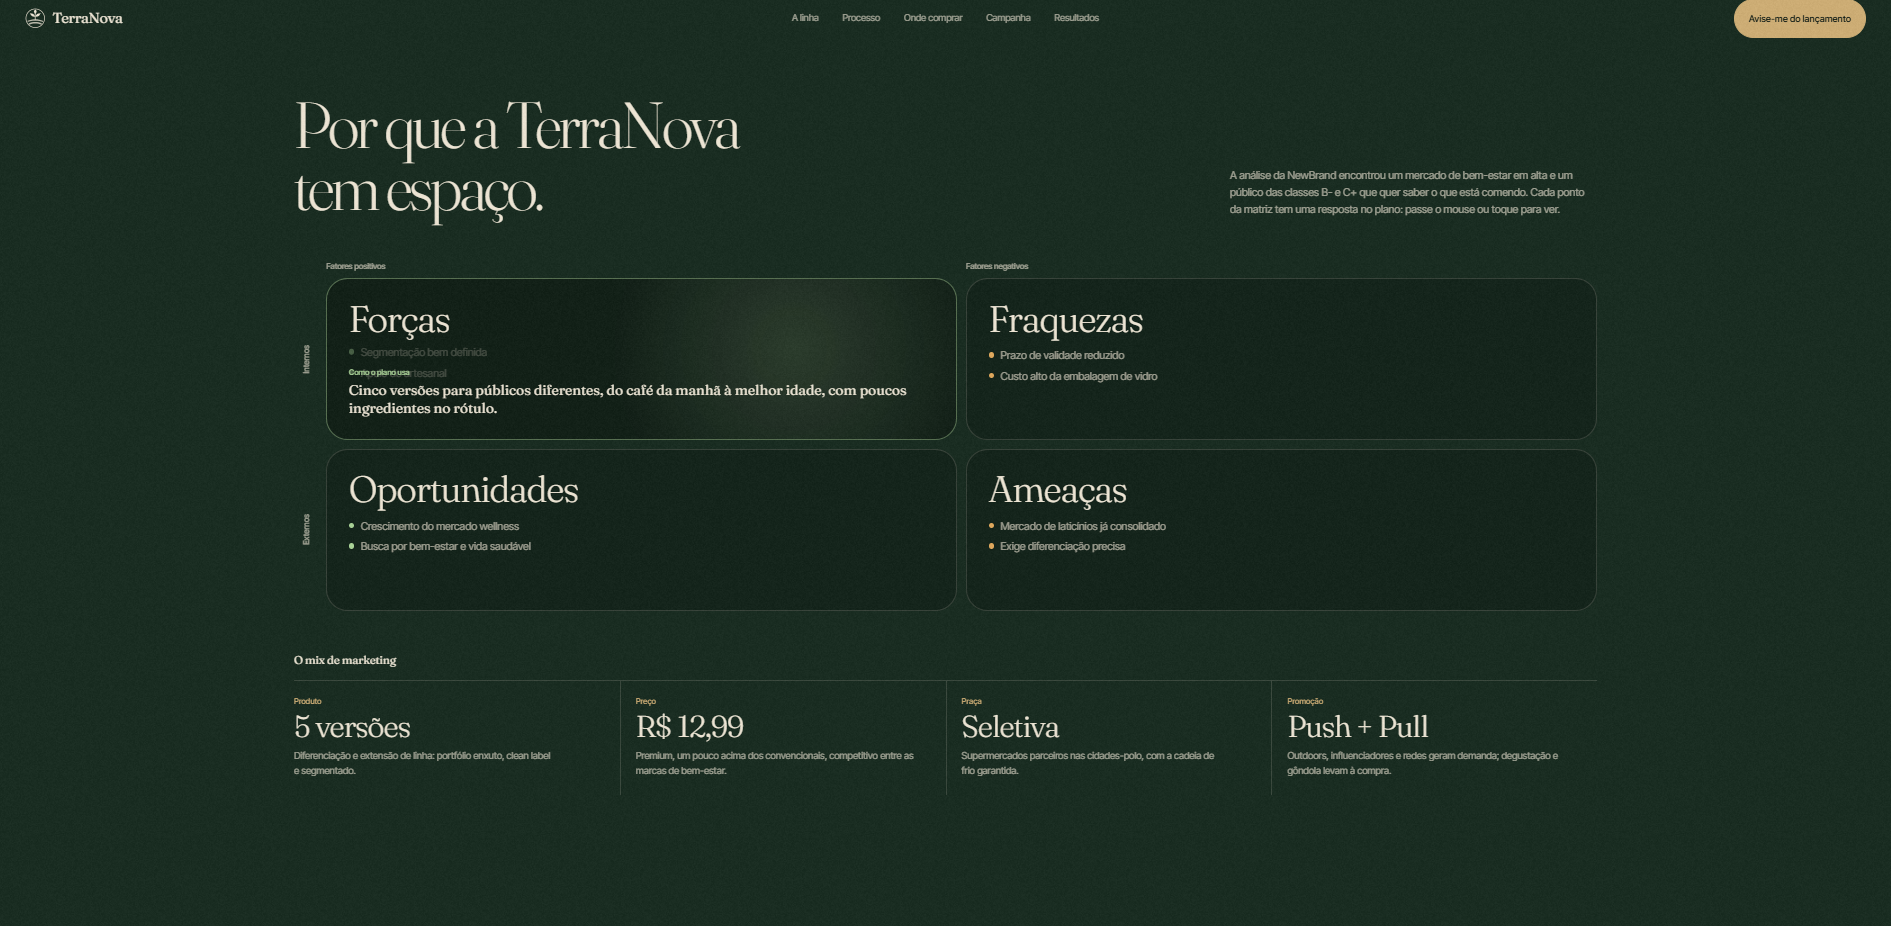 TerraNova
A linha
Processo
Onde comprar
Campanha
Resultados
Avise-me do lançamento
Por que a TerraNova
tem espaço.
A análise da NewBrand encontrou um mercado de bem-estar em alta e um
público das classes B- e C+ que quer saber o que está comendo. Cada ponto
da matriz tem uma resposta no plano: passe o mouse ou toque para ver.
Fatores positivos
Fatores negativos
Internos
Forças
Segmentação bem definida
Como o plano usa
Cinco versões para públicos diferentes, do café da manhã à melhor idade, com poucos
ingredientes no rótulo.
Fraquezas
Prazo de validade reduzido
Custo alto da embalagem de vidro
Externos
Oportunidades
Crescimento do mercado wellness
Busca por bem-estar e vida saudável
Ameaças
Mercado de laticínios já consolidado
Exige diferenciação precisa
O mix de marketing
Produto
5 versões
Diferenciação e extensão de linha: portfólio enxuto, clean label
e segmentado.
Preço
R$ 12,99
Premium, um pouco acima dos convencionais, competitivo entre as
marcas de bem-estar.
Praça
Seletiva
Supermercados parceiros nas cidades-polo, com a cadeia de
frio garantida.
Promoção
Push + Pull
Outdoors, influenciadores e redes geram demanda; degustação e
gôndola levam à compra.